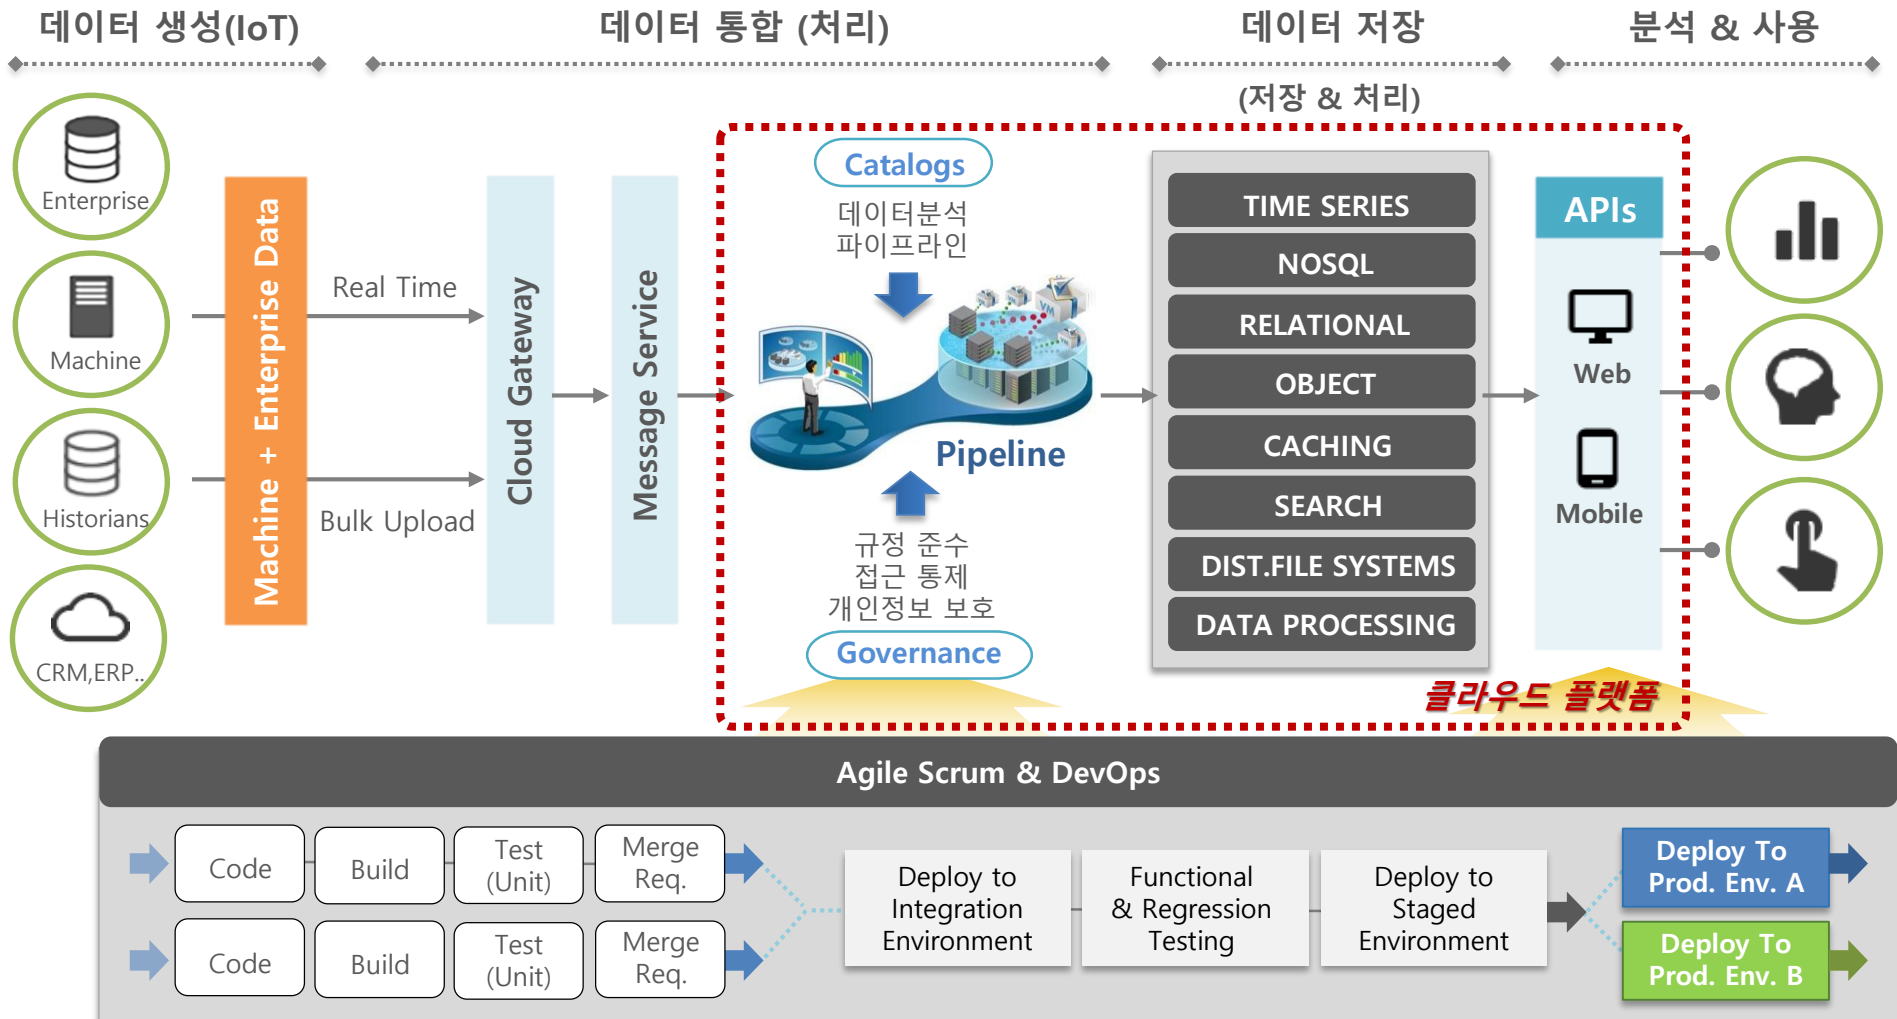 데이터 생성(IoT)
데이터 통합 (처리)
데이터 저장
분석 & 사용
(저장 & 처리)
Enterprise
Machine
Historians
CRM,ERP..
Machine + Enterprise Data
Real Time
Bulk Upload
Cloud Gateway
Message Service
Catalogs
데이터분석
파이프라인
VM
Pipeline
규정 준수
접근 통제
개인정보 보호
Governance
TIME SERIES
NOSQL
RELATIONAL
OBJECT
CACHING
SEARCH
DIST.FILE SYSTEMS
DATA PROCESSING
APIs
Web
Mobile
클라우드 플랫폼
Agile Scrum & DevOps
Code
Build
Test
(Unit)
Merge
Req.
Code
Build
Test
(Unit)
Merge
Req.
Deploy to
Integration
Environment
Functional
& Regression
Testing
Deploy to
Staged
Environment
Deploy To
Prod. Env. A
Deploy To
Prod. Env. B